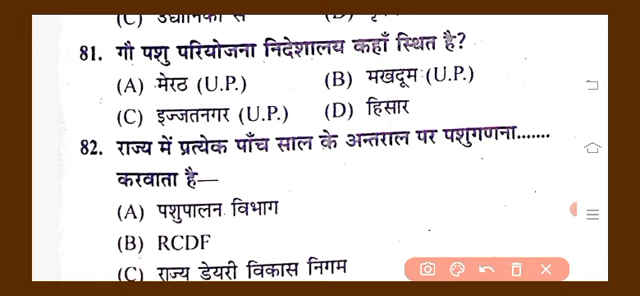 81. गौ पशु परियोजना निदेशालय कहाँ स्थित है?
(A) मेरठ (U.P.) (B) मखदूम (U.P.)
(C) इज्जतनगर (U.P.) (D) हिसार
82. राज्य में प्रत्येक पाँच साल के अन्तराल पर पशुगणना.......
करवाता है—
(A) पशुपालन विभाग
(B) RCDF
(C) राज्य डेयरी विकास निगम